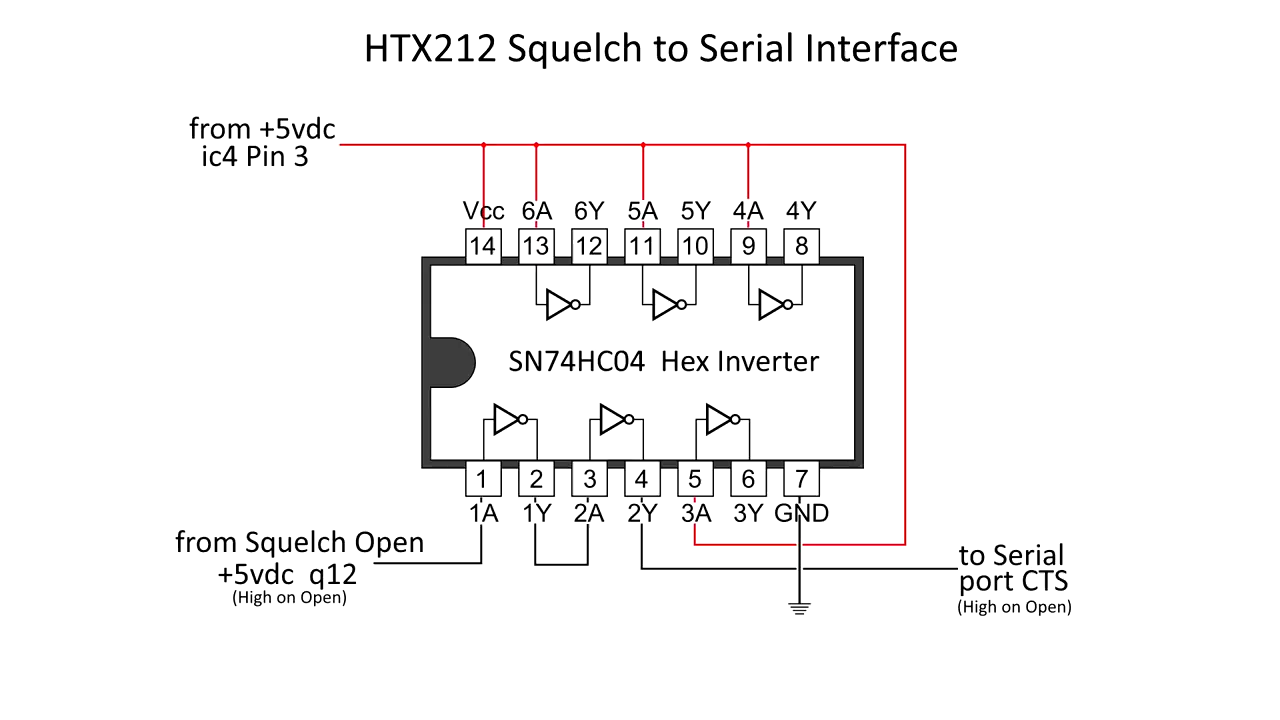 HTX212 Squelch to Serial Interface
from +5vdc
ic4 Pin 3
Vcc 6A 6Y 5A 5Y 4A 4Y
14 13 12 11 10 9 8
SN74HC04 Hex Inverter
1 2 3 4 5 6 7
1A 1Y 2A 2Y 3A 3Y GND
from Squelch Open
+5vdc q12
(High on Open)
to Serial
port CTS
(High on Open)